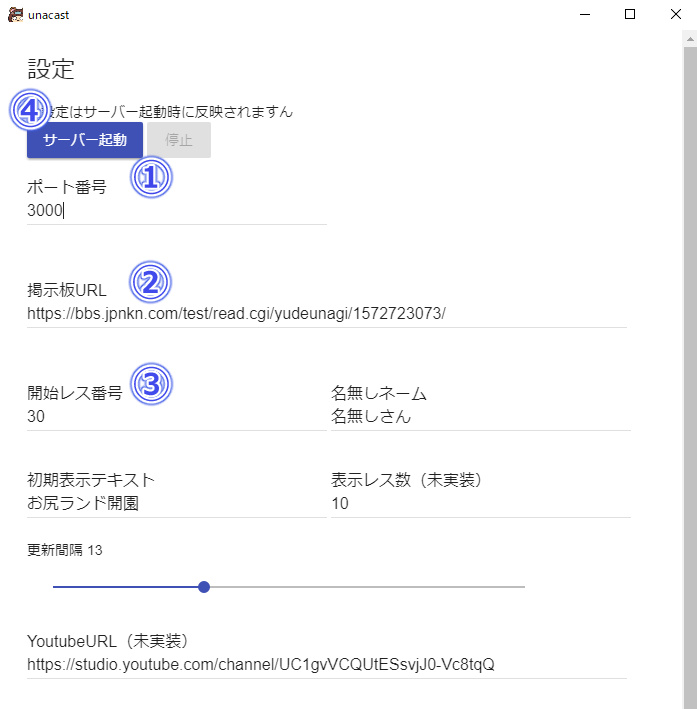 unacast
設定
④
設定はサーバー起動時に反映されません
サーバー起動 停止
①
ポート番号
3000
②
掲示板URL
https://bbs.jpnkn.com/test/read.cgi/yudeunagi/1572723073/
③
開始レス番号 名無しネーム
30 名無しさん
初期表示テキスト 表示レス数（未実装）
お尻ランド開園 10
更新間隔 13
YoutubeURL（未実装）
https://studio.youtube.com/channel/UC1gvVCQUtESsvjJ0-Vc8tqQ